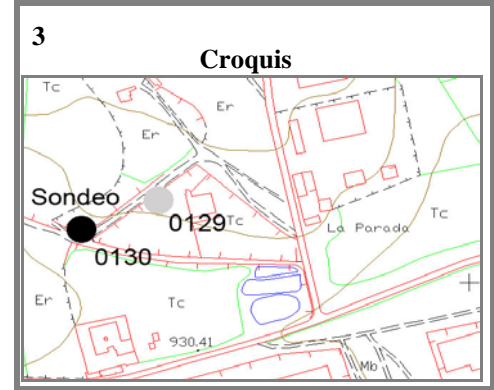 3
Croquis
Tc
Er
Er
Sondeo
0129
Tc
La Parada
Tc
0130
Er
Tc
930.41
Mb